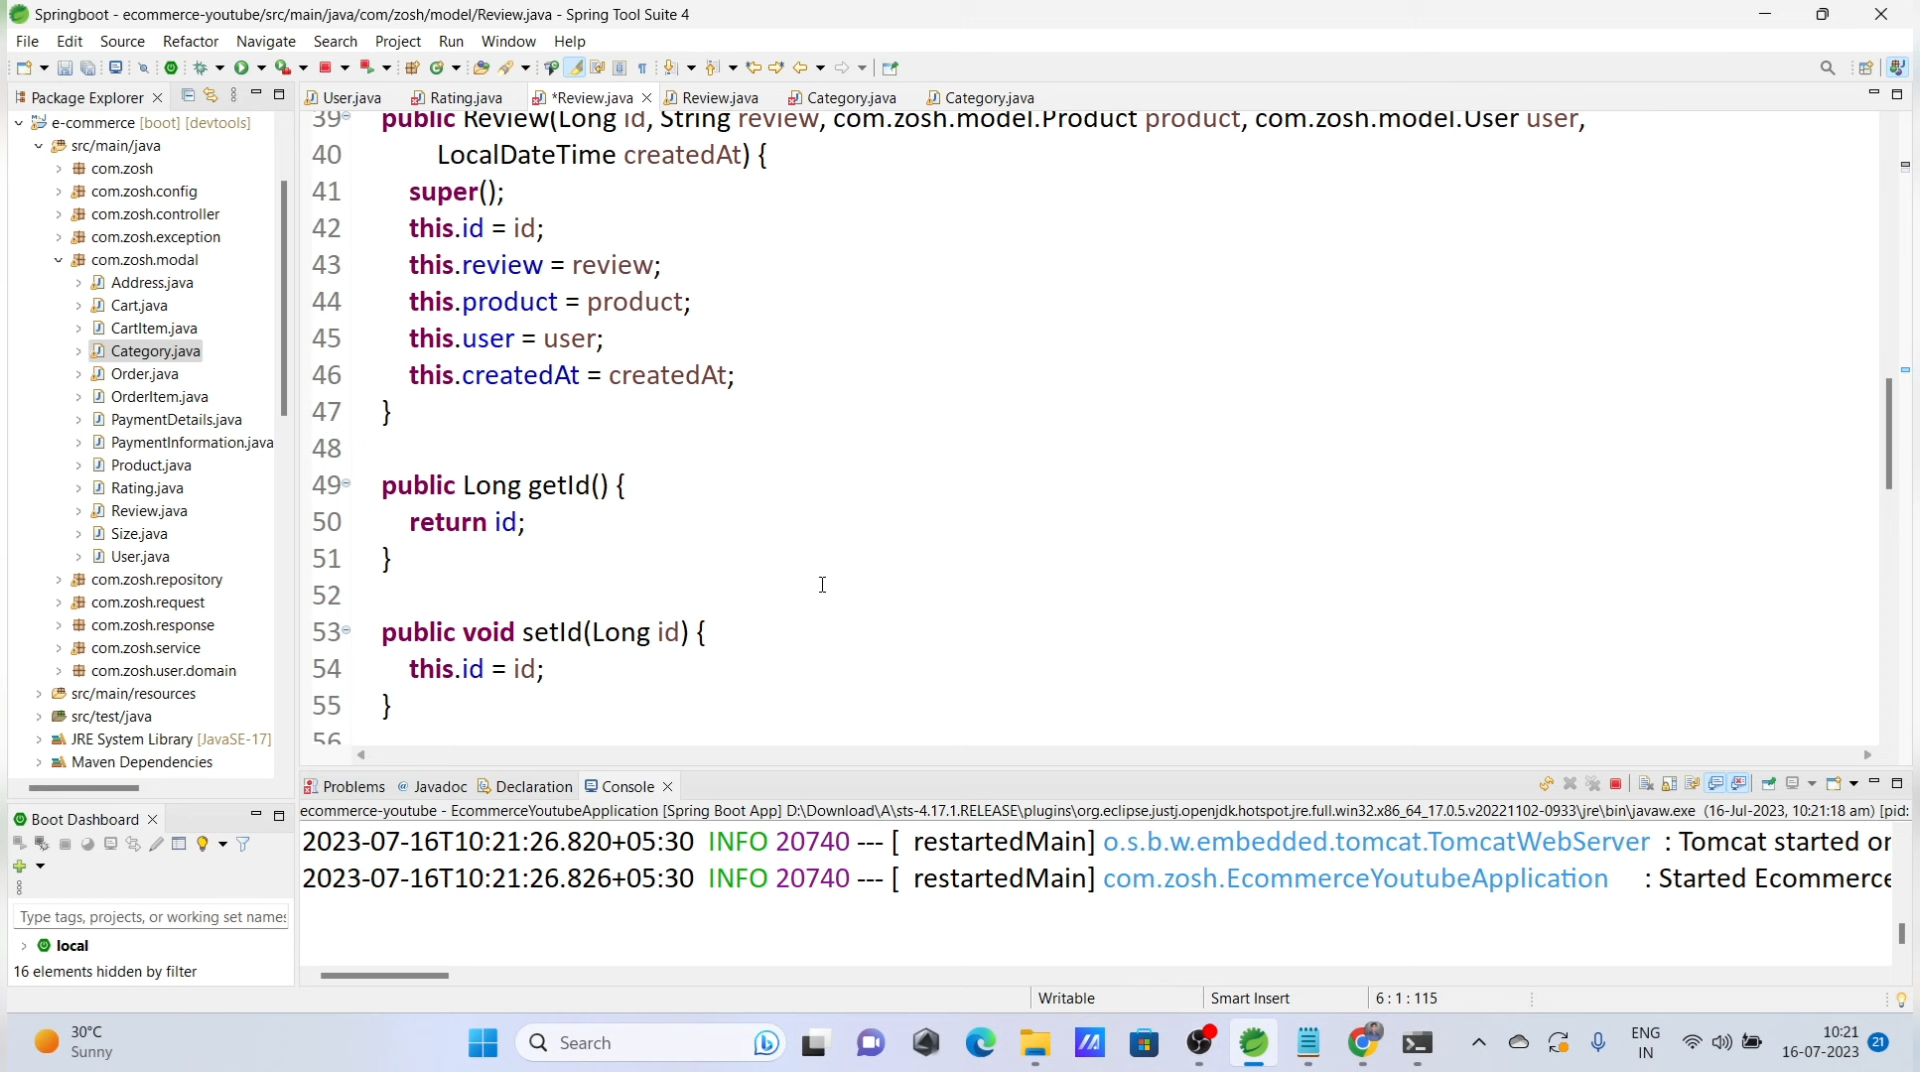 Springboot - ecommerce-youtube/src/main/java/com/zosh/model/Review.java - Spring Tool Suite 4
File Edit Source Refactor Navigate Search Project Run Window Help
Package Explorer
e-commerce [boot] [devtools]
src/main/java
com.zosh
com.zosh.config
com.zosh.controller
com.zosh.exception
com.zosh.modal
Address.java
Cart.java
CartItem.java
Category.java
Order.java
OrderItem.java
PaymentDetails.java
PaymentInformation.java
Product.java
Rating.java
Review.java
Size.java
User.java
com.zosh.repository
com.zosh.request
com.zosh.response
com.zosh.service
com.zosh.user.domain
src/main/resources
src/test/java
JRE System Library [JavaSE-17]
Maven Dependencies
User.java Rating.java *Review.java Review.java Category.java Category.java
39 public Review(Long id, String review, com.zosh.model.Product product, com.zosh.model.User user,
40 LocalDateTime createdAt) {
41 super();
42 this.id = id;
43 this.review = review;
44 this.product = product;
45 this.user = user;
46 this.createdAt = createdAt;
47 }
48
49 public Long getId() {
50 return id;
51 }
52
53 public void setId(Long id) {
54 this.id = id;
55 }
56
Boot Dashboard
Type tags, projects, or working set names
local
16 elements hidden by filter
Problems Javadoc Declaration Console
ecommerce-youtube - EcommerceYoutubeApplication [Spring Boot App] D:\Download\A\sts-4.17.1.RELEASE\plugins\org.eclipse.justj.openjdk.hotspot.jre.full.win32.x86_64_17.0.5.v20221102-0933\jre\bin\javaw.exe (16-Jul-2023, 10:21:18 am) [pid:
2023-07-16T10:21:26.820+05:30 INFO 20740 --- [ restartedMain] o.s.b.w.embedded.tomcat.TomcatWebServer : Tomcat started on
2023-07-16T10:21:26.826+05:30 INFO 20740 --- [ restartedMain] com.zosh.EcommerceYoutubeApplication : Started Ecommerce
Writable Smart Insert 6 : 1 : 115
30°C
Sunny
Search
ENG
IN
10:21
16-07-2023
21